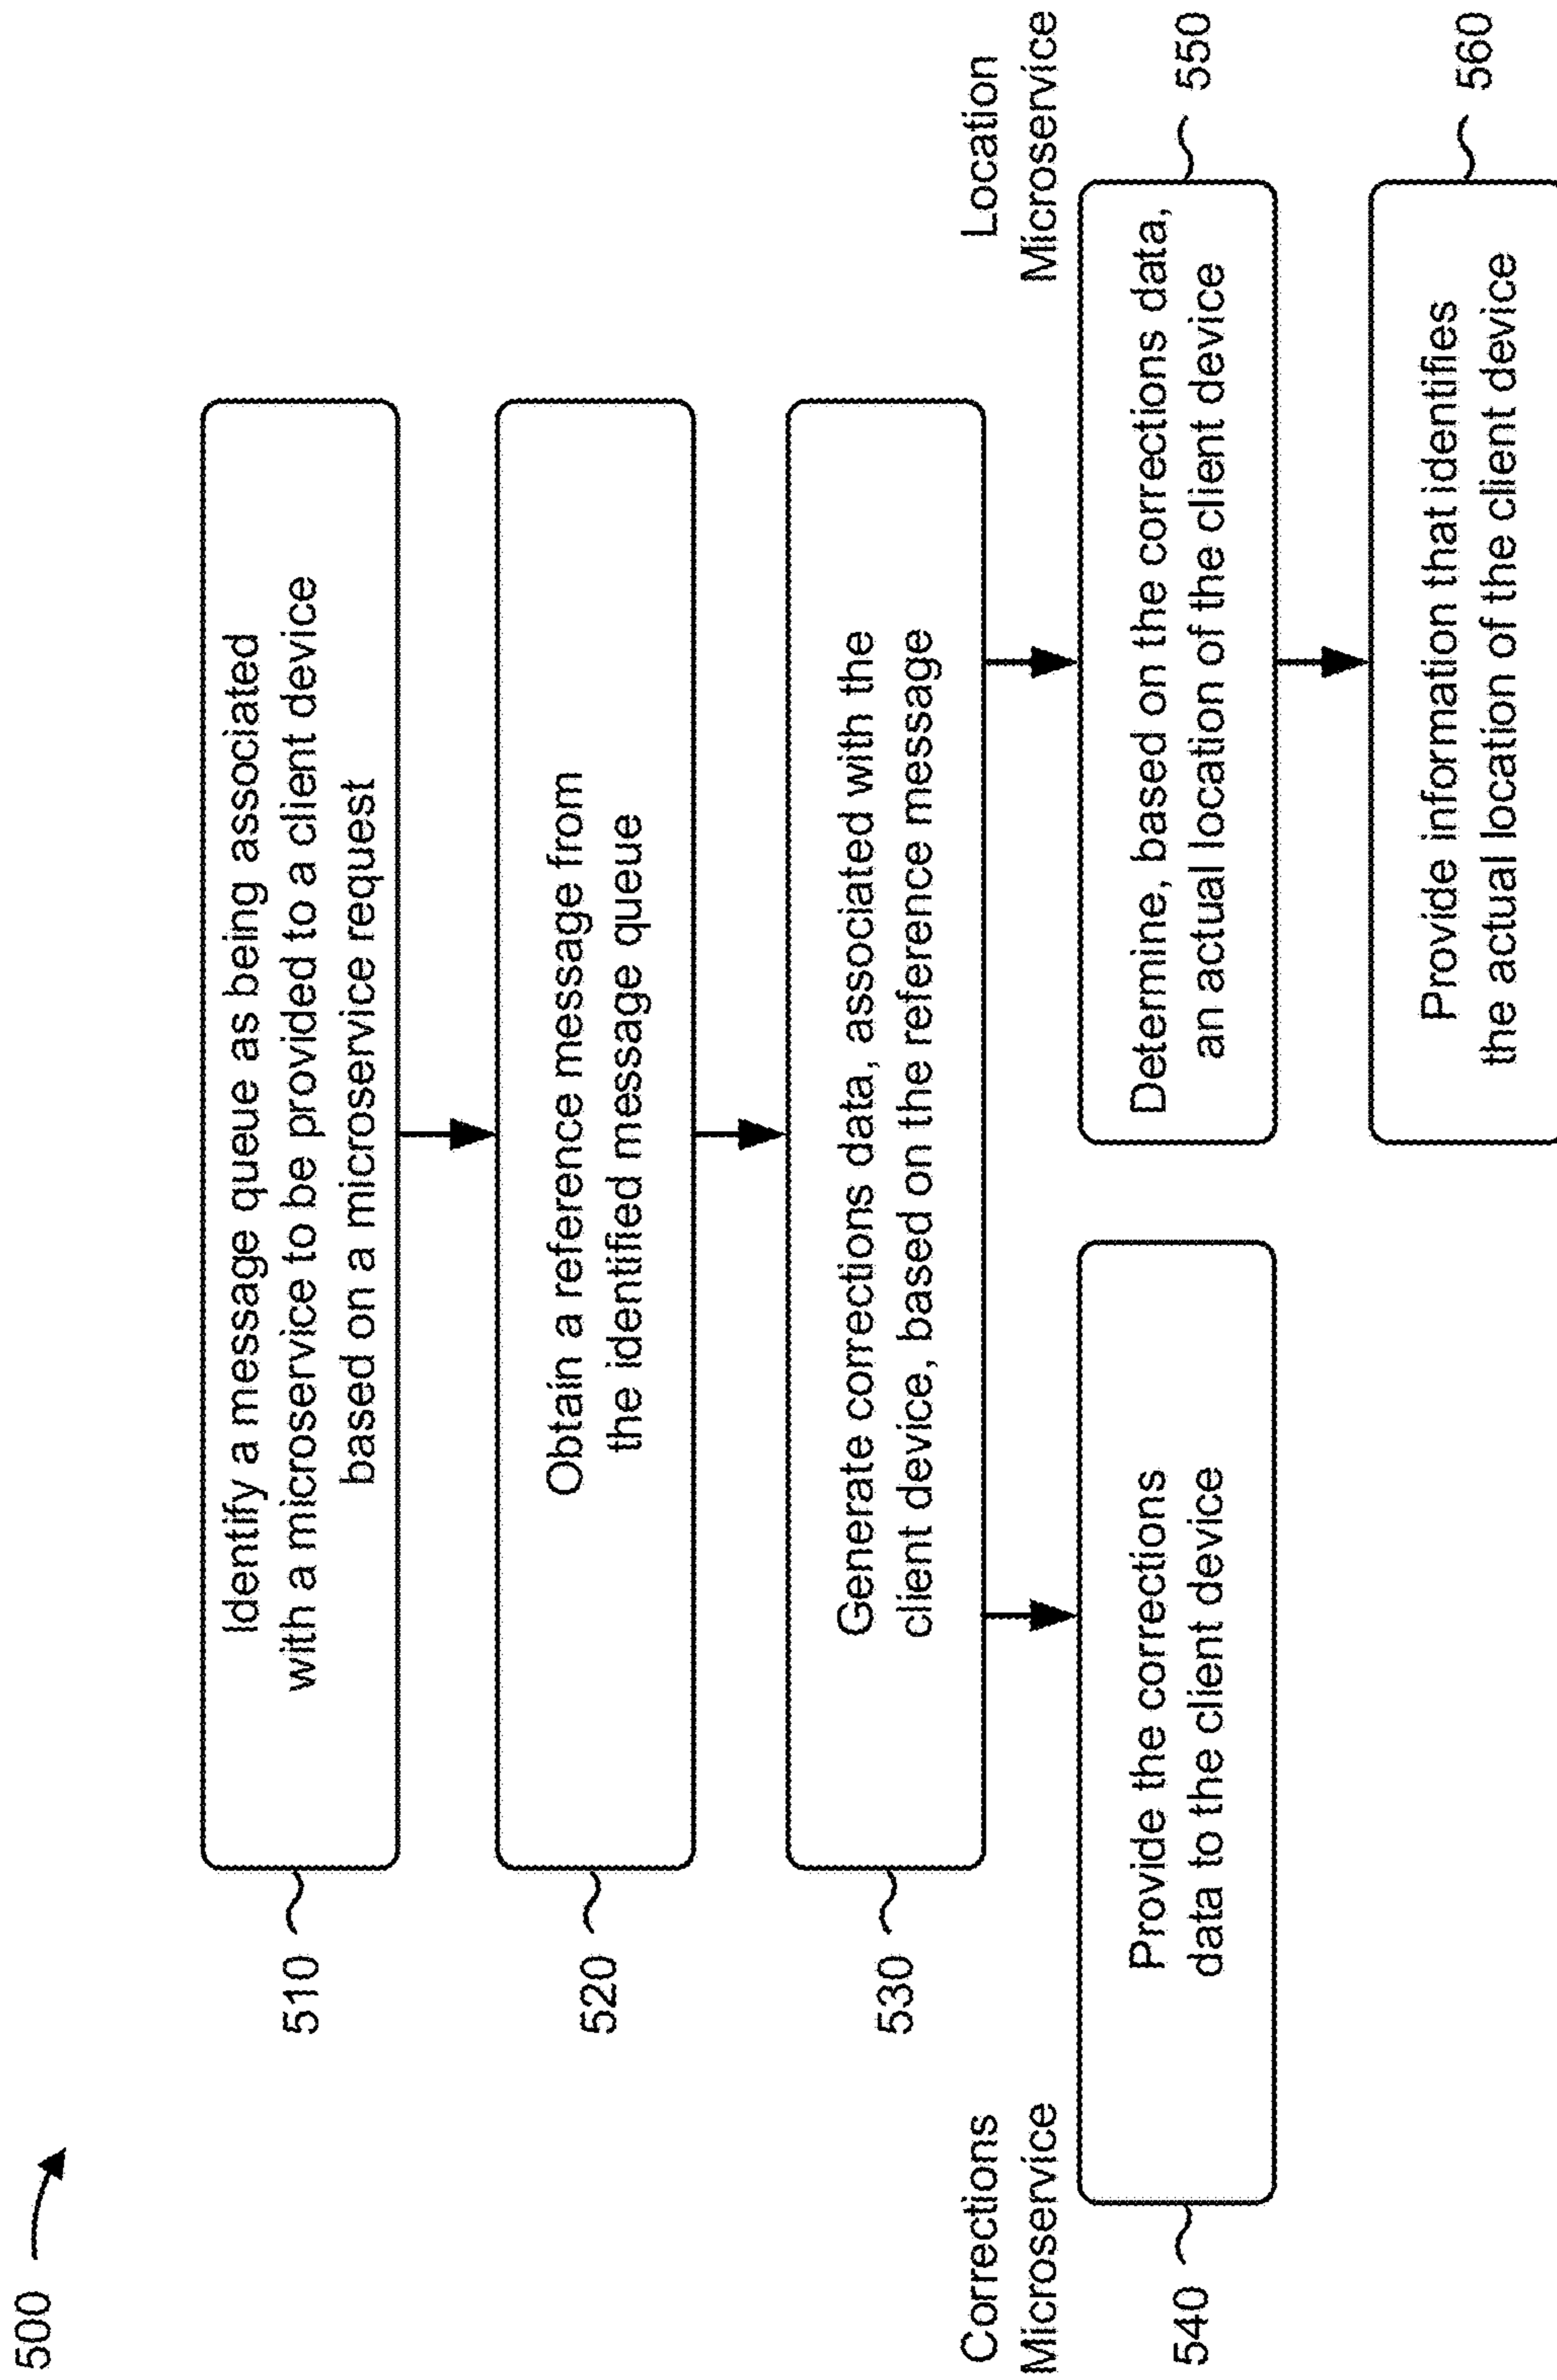 500
510
Identify a message queue as being associated
with a microservice to be provided to a client device
based on a microservice request
520
Obtain a reference message from
the identified message queue
530
Generate corrections data, associated with the
client device, based on the reference message
Corrections
Microservice
540
Provide the corrections
data to the client device
Location
Microservice
Determine, based on the corrections data,
an actual location of the client device
550
Provide information that identifies
the actual location of the client device
560